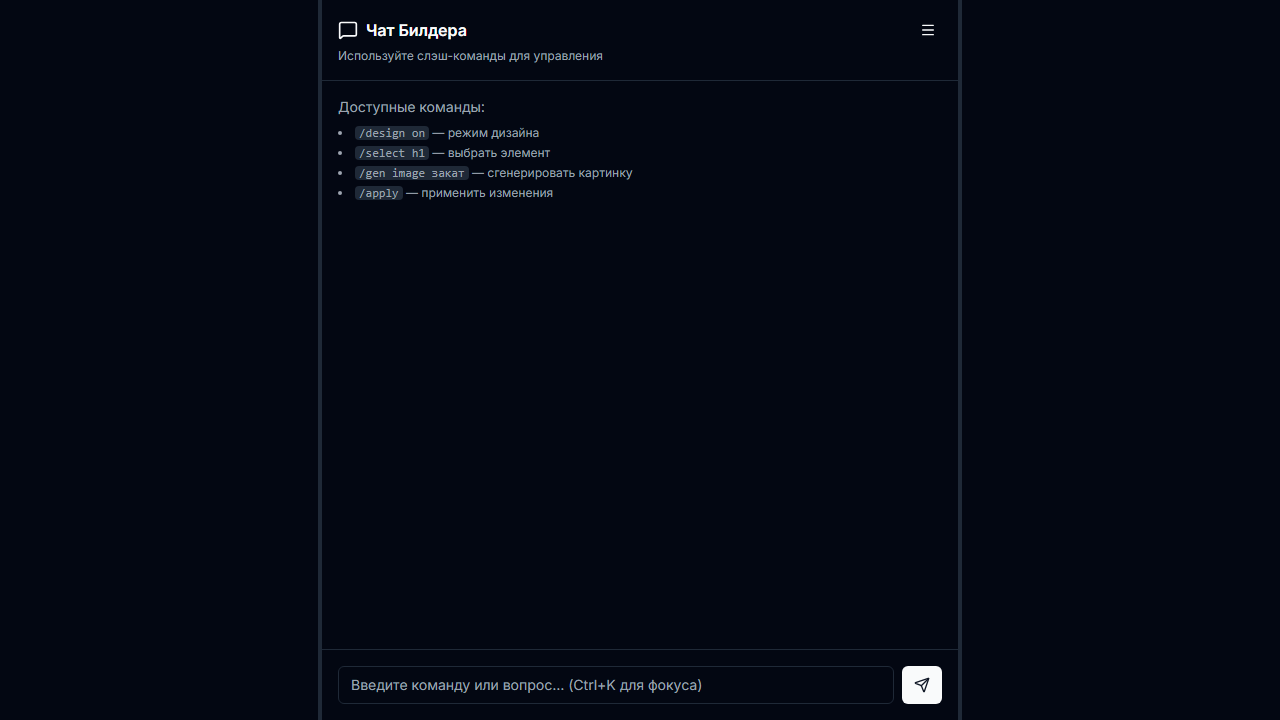 Чат Билдера
Используйте слэш-команды для управления
Доступные команды:
/design on — режим дизайна
/select h1 — выбрать элемент
/gen image закат — сгенерировать картинку
/apply — применить изменения
Введите команду или вопрос... (Ctrl+K для фокуса)